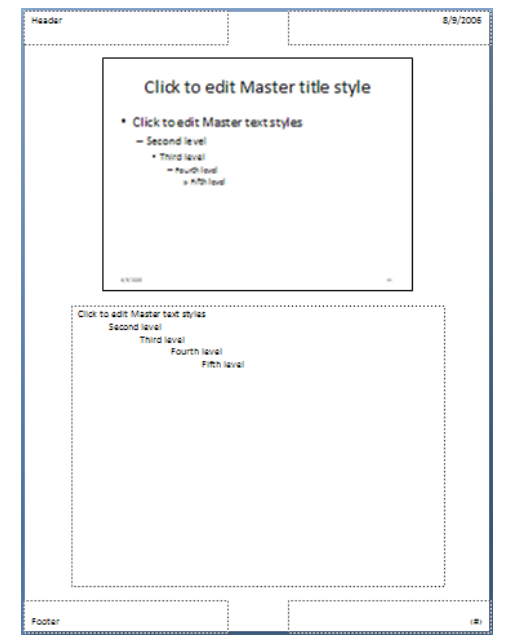 Header
8/9/2006
Click to edit Master title style
• Click to edit Master text styles
– Second level
• Third level
– Fourth level
» Fifth level
Click to edit Master text styles
Second level
Third level
Fourth level
Fifth level
Footer
(#)